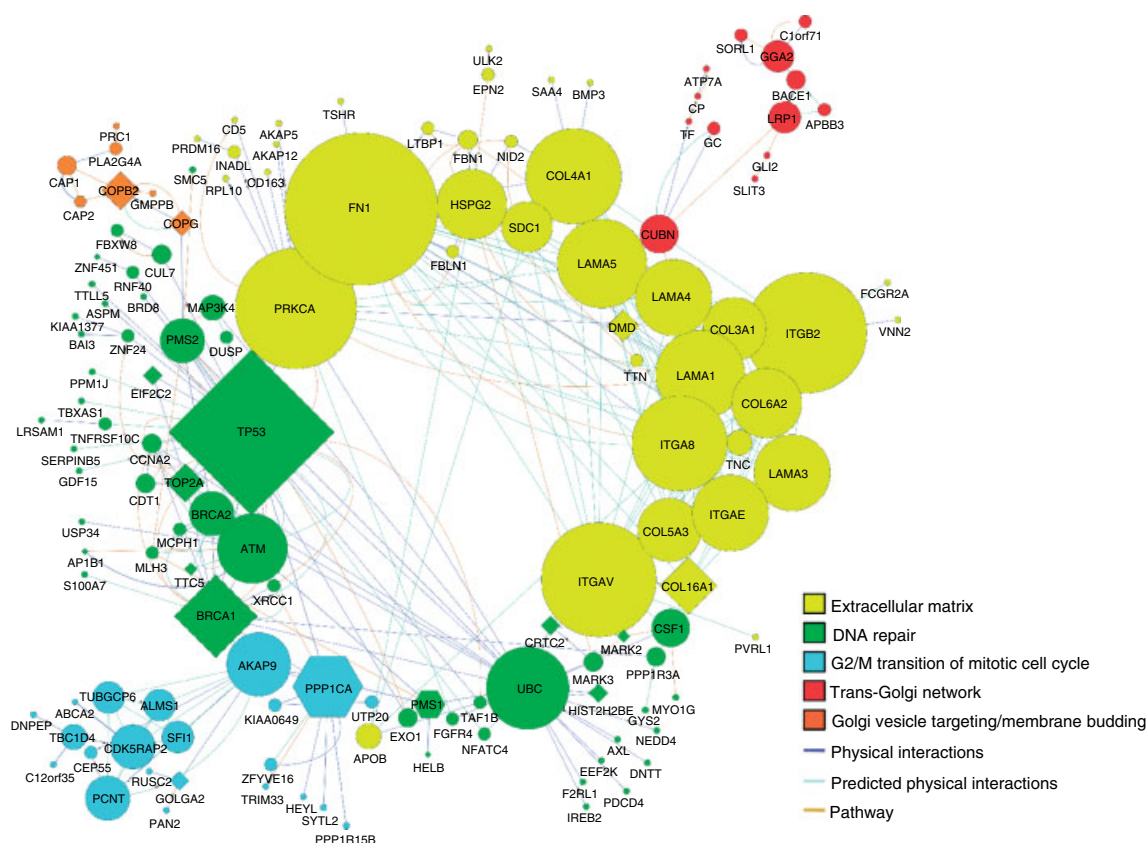 C1orf71
SORL1
GGA2
ULK2
EPN2
ATP7A
BACE1
SAA4
BMP3
CP
LRP1
APBB3
TSHR
TF
GC
PRC1
CD5
AKAP5
LTBP1
FBN1
NID2
PRDM16
AKAP12
PLA2G4A
INADL
GLI2
CAP1
SMC5
RPL10
CD163
COL4A1
SLIT3
COPB2
GMPPB
HSPG2
FN1
CAP2
COPG
SDC1
CUBN
FBXW8
FBLN1
LAMA5
ZNF451
CUL7
RNF40
TTLL5
LAMA4
FCGR2A
ASPM
BRD8
MAP3K4
PRKCA
DMD
COL3A1
KIAA1377
ITGB2
VNN2
BAI3
ZNF24
PMS2
DUSP
TTN
LAMA1
PPM1J
EIF2C2
COL6A2
TBXAS1
LRSAM1
TNFRSF10C
TP53
ITGA8
SERPINB5
CCNA2
TNC
LAMA3
GDF15
TOP2A
CDT1
BRCA2
ITGAE
USP34
MCPH1
COL5A3
ATM
AP1B1
MLH3
S100A7
TTC5
ITGAV
COL16A1
XRCC1
BRCA1
CRTC2
MARK2
CSF1
PVRL1
AKAP9
MARK3
PPP1R3A
PPP1CA
UBC
TUBGCP6
ABCA2
ALMS1
KIAA0649
UTP20
PMS1
TAF1B
HIST2H2BE
MYO1G
DNPEP
TBC1D4
SFI1
EXO1
FGFR4
GYS2
CDK5RAP2
APOB
NFATC4
NEDD4
C12orf35
CEP55
RUSC2
ZFYVE16
HELB
AXL
EEF2K
DNTT
PCNT
GOLGA2
TRIM33
F2RL1
PDCD4
PAN2
HEYL
SYTL2
IREB2
PPP1R15B
Extracellular matrix
DNA repair
G2/M transition of mitotic cell cycle
Trans-Golgi network
Golgi vesicle targeting/membrane budding
Physical interactions
Predicted physical interactions
Pathway